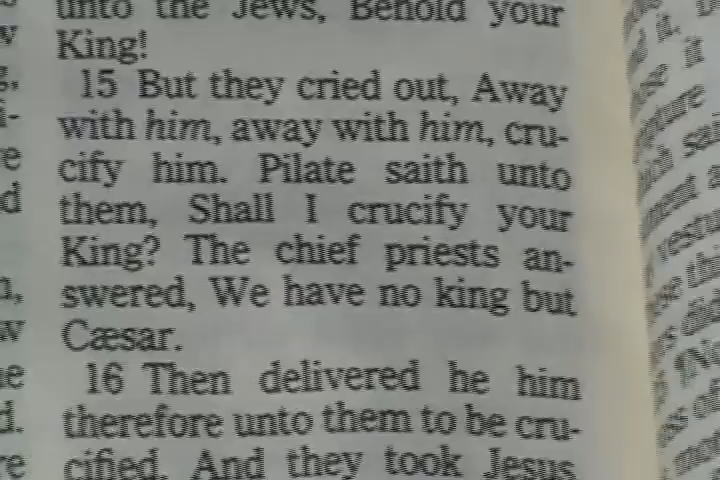 unto the Jews, Behold your
King!
15 But they cried out, Away
with him, away with him, cru-
cify him. Pilate saith unto
them, Shall I crucify your
King? The chief priests an-
swered, We have no king but
Cæsar.
16 Then delivered he him
therefore unto them to be cru-
cified. And they took Jesus